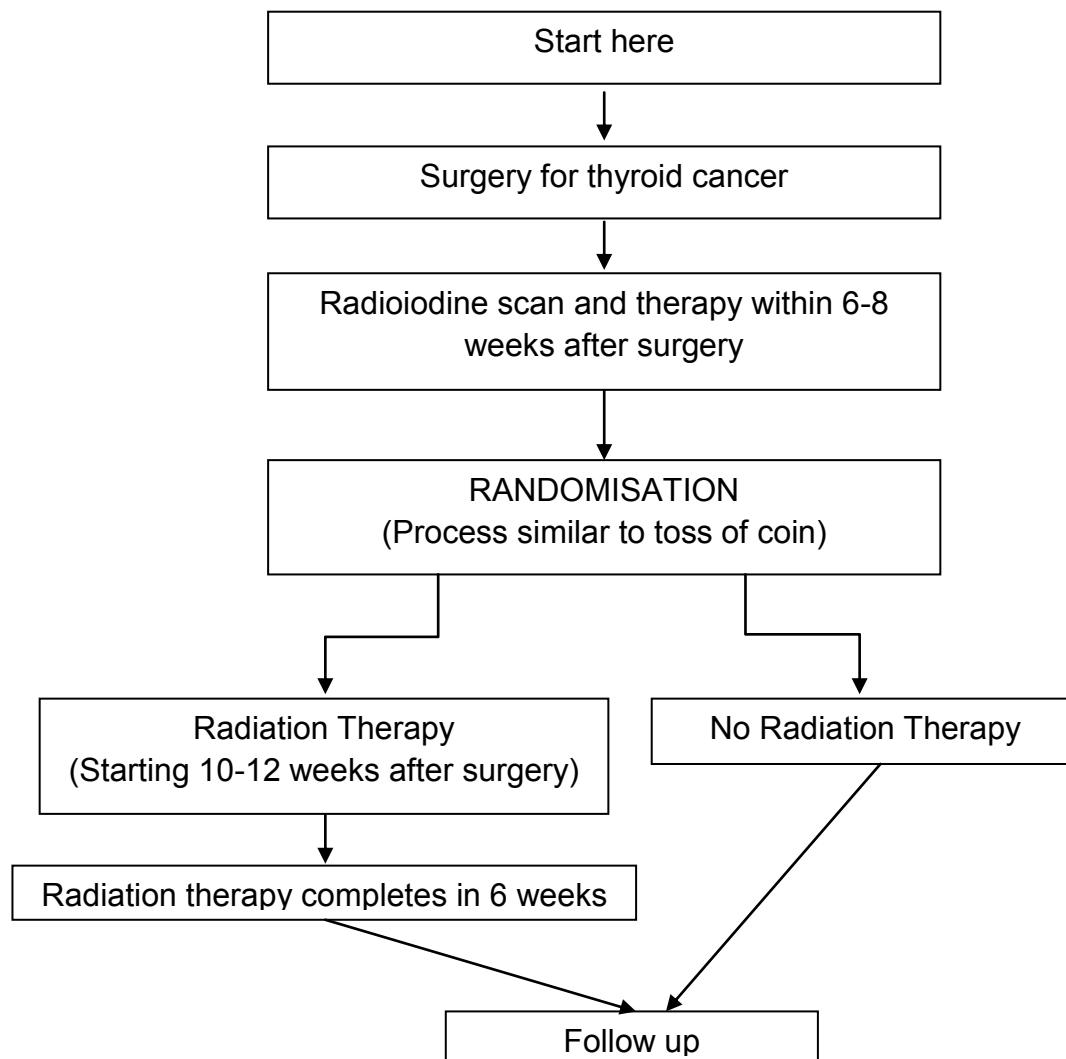 Start here
Surgery for thyroid cancer
Radioiodine scan and therapy within 6-8
weeks after surgery
RANDOMISATION
(Process similar to toss of coin)
Radiation Therapy
(Starting 10-12 weeks after surgery)
No Radiation Therapy
Radiation therapy completes in 6 weeks
Follow up